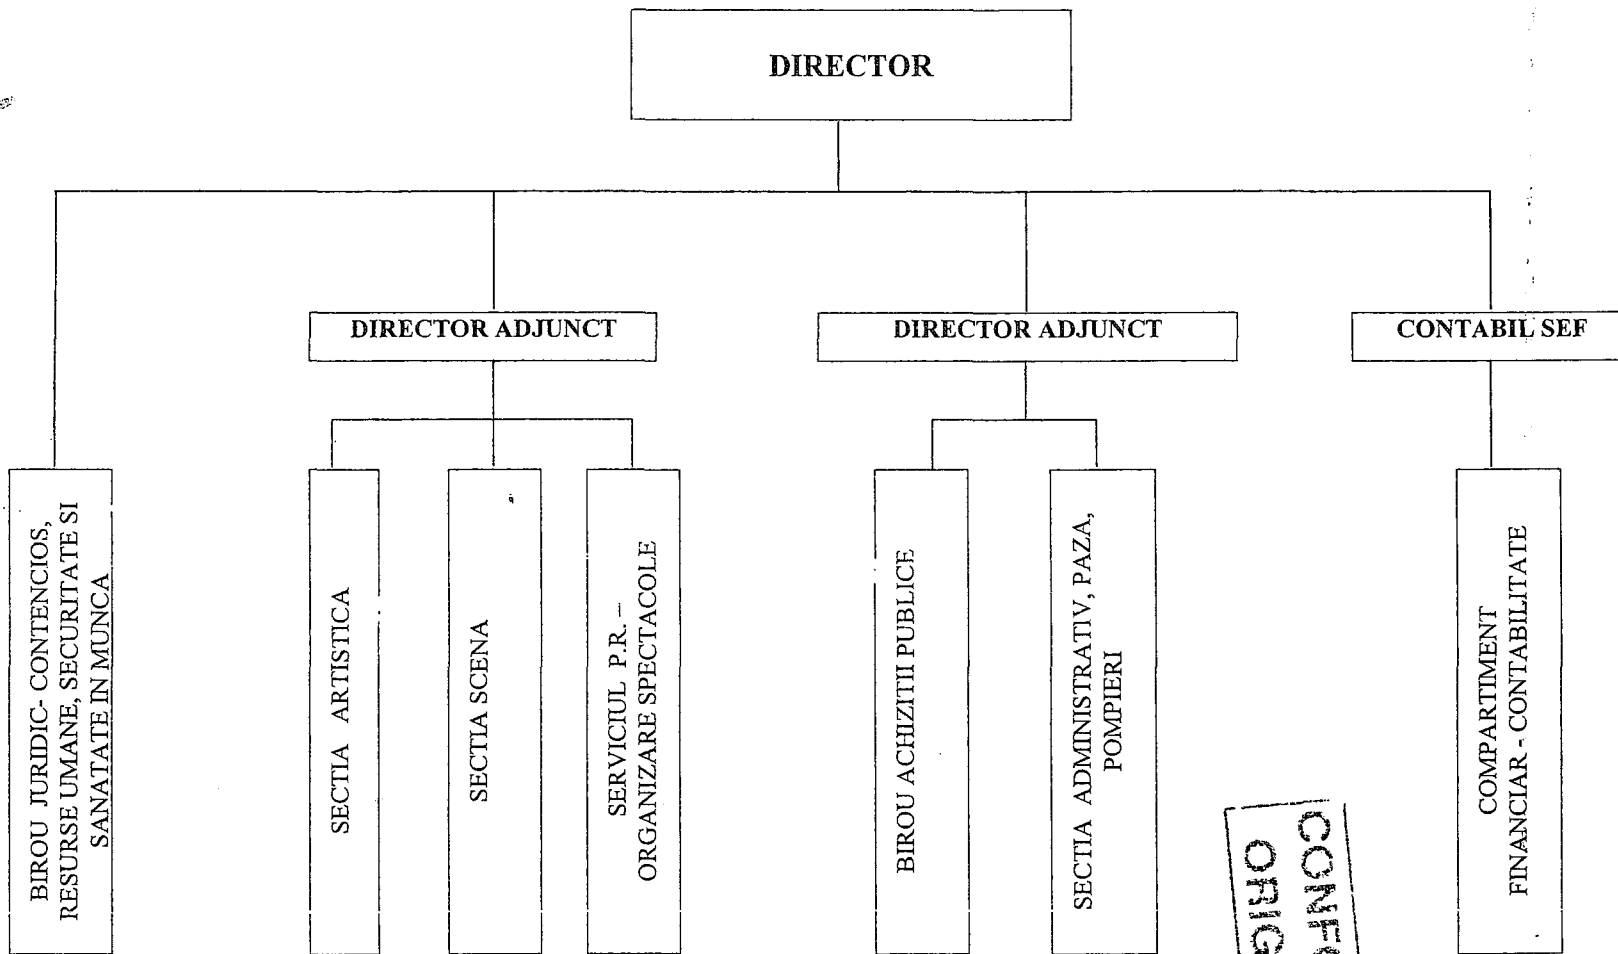 DIRECTOR
DIRECTOR ADJUNCT
DIRECTOR ADJUNCT
CONTABIL SEF
BIROU JURIDIC- CONTENCIOS,
RESURSE UMANE, SECURITATE SI
SANATATE IN MUNCA
SECTIA ARTISTICA
SECTIA SCENA
SERVICIUL P.R. –
ORGANIZARE SPECTACOLE
BIROU ACHIZITII PUBLICE
SECTIA ADMINISTRATIV, PAZA,
POMPIERI
COMPARTIMENT
FINANCIAR - CONTABILITATE